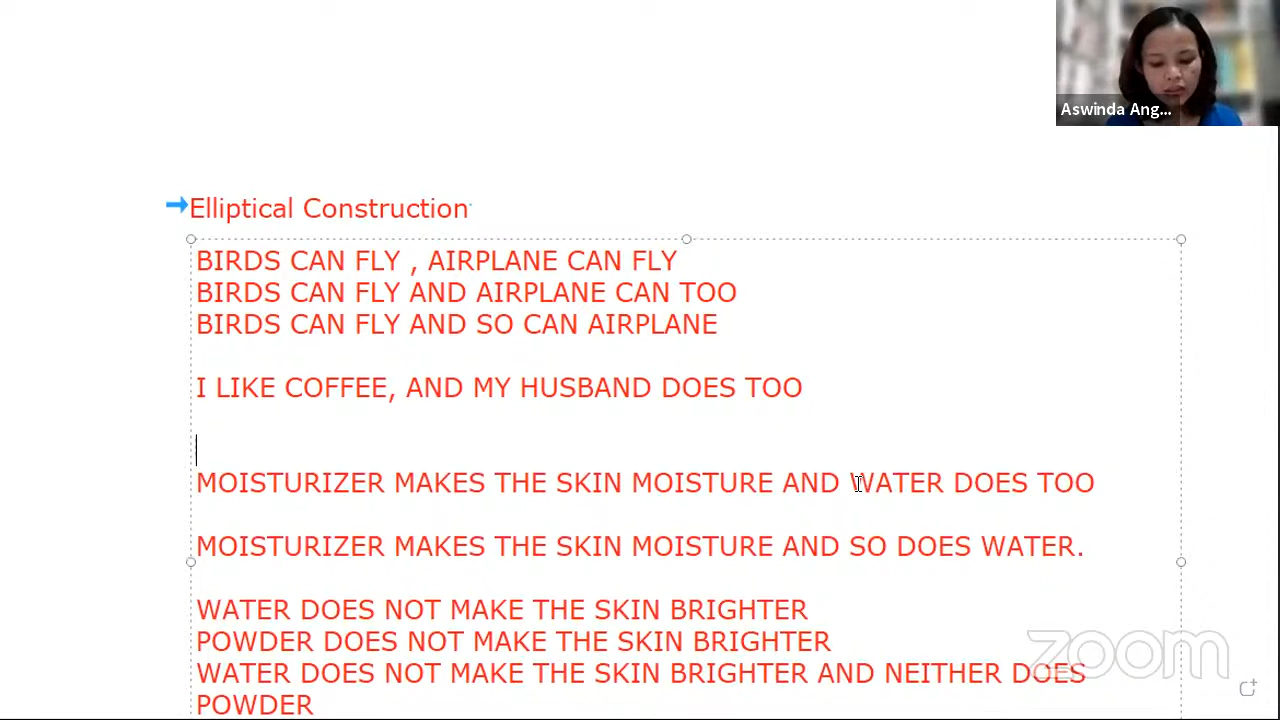 Aswinda Ang...
Elliptical Construction
BIRDS CAN FLY , AIRPLANE CAN FLY
BIRDS CAN FLY AND AIRPLANE CAN TOO
BIRDS CAN FLY AND SO CAN AIRPLANE
I LIKE COFFEE, AND MY HUSBAND DOES TOO
MOISTURIZER MAKES THE SKIN MOISTURE AND WATER DOES TOO
MOISTURIZER MAKES THE SKIN MOISTURE AND SO DOES WATER.
WATER DOES NOT MAKE THE SKIN BRIGHTER
POWDER DOES NOT MAKE THE SKIN BRIGHTER
WATER DOES NOT MAKE THE SKIN BRIGHTER AND NEITHER DOES
POWDER
zoom